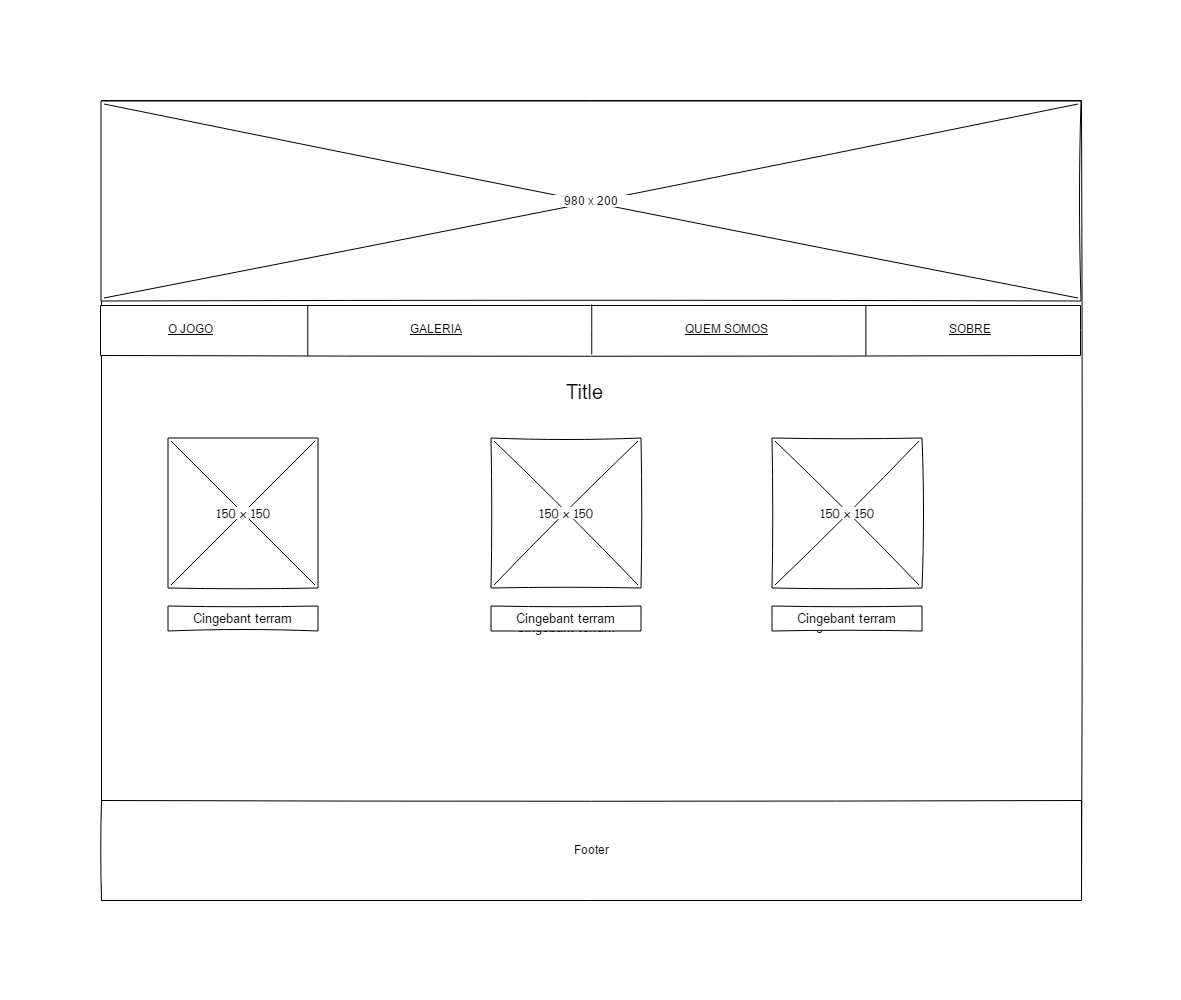 980 x 200
O JOGO
GALERIA
QUEM SOMOS
SOBRE
Title
150 x 150
150 x 150
150 x 150
Cingebant terram
Cingebant terram
Cingebant terram
Footer